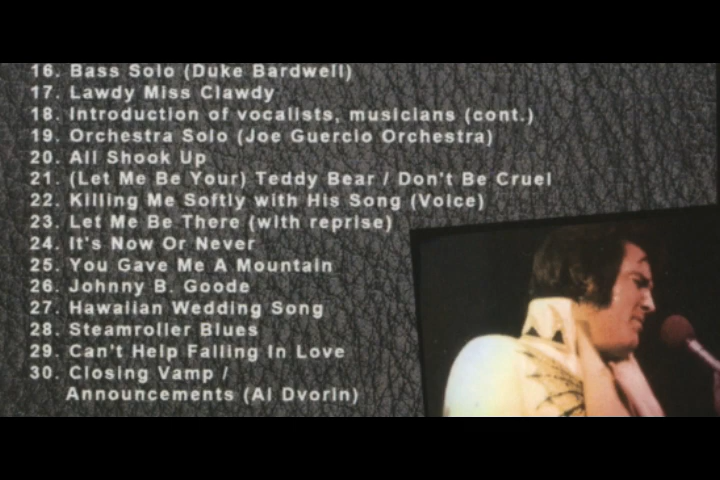 16. Bass Solo (Duke Bardwell)
17. Lawdy Miss Clawdy
18. Introduction of vocalists, musicians (cont.)
19. Orchestra Solo (Joe Guercio Orchestra)
20. All Shook Up
21. (Let Me Be Your) Teddy Bear / Don't Be Cruel
22. Killing Me Softly with His Song (Voice)
23. Let Me Be There (with reprise)
24. It's Now Or Never
25. You Gave Me A Mountain
26. Johnny B. Goode
27. Hawaiian Wedding Song
28. Steamroller Blues
29. Can't Help Falling In Love
30. Closing Vamp /
Announcements (Al Dvorin)